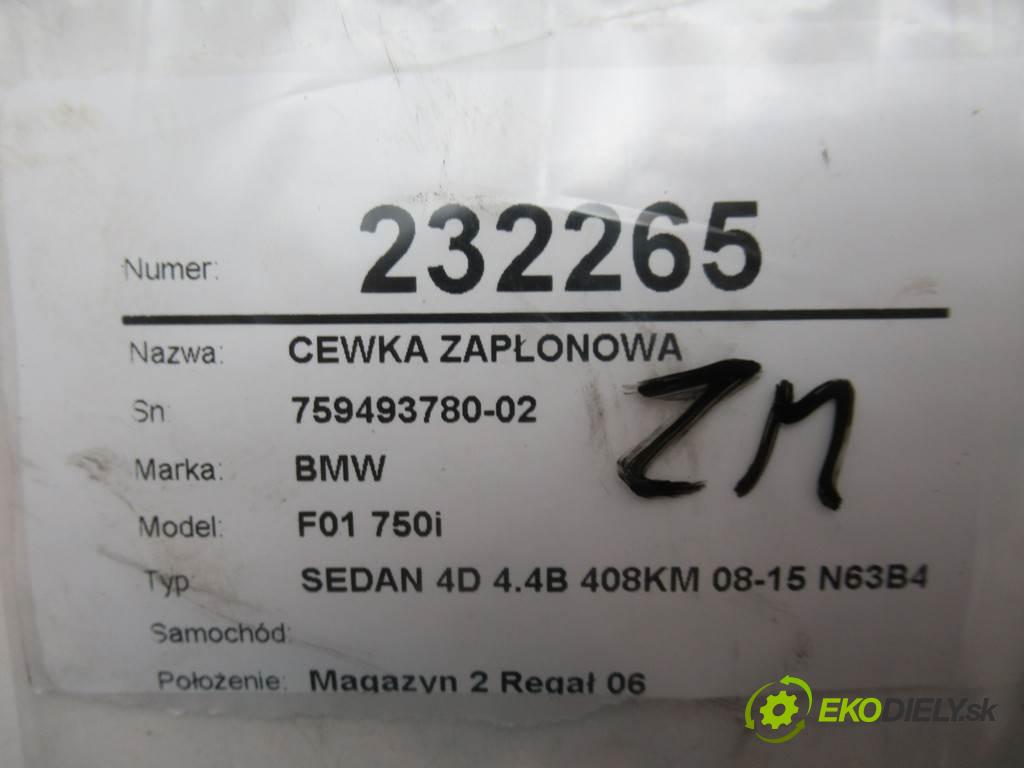 Numer: 232265
Nazwa: CEWKA ZAPŁONOWA
Sn: 759493780-02
ZM
Marka: BMW
Model: F01 750i
Typ: SEDAN 4D 4.4B 408KM 08-15 N63B4
Samochód:
Położenie: Magazyn 2 Regał 06
EKODIELY.sk